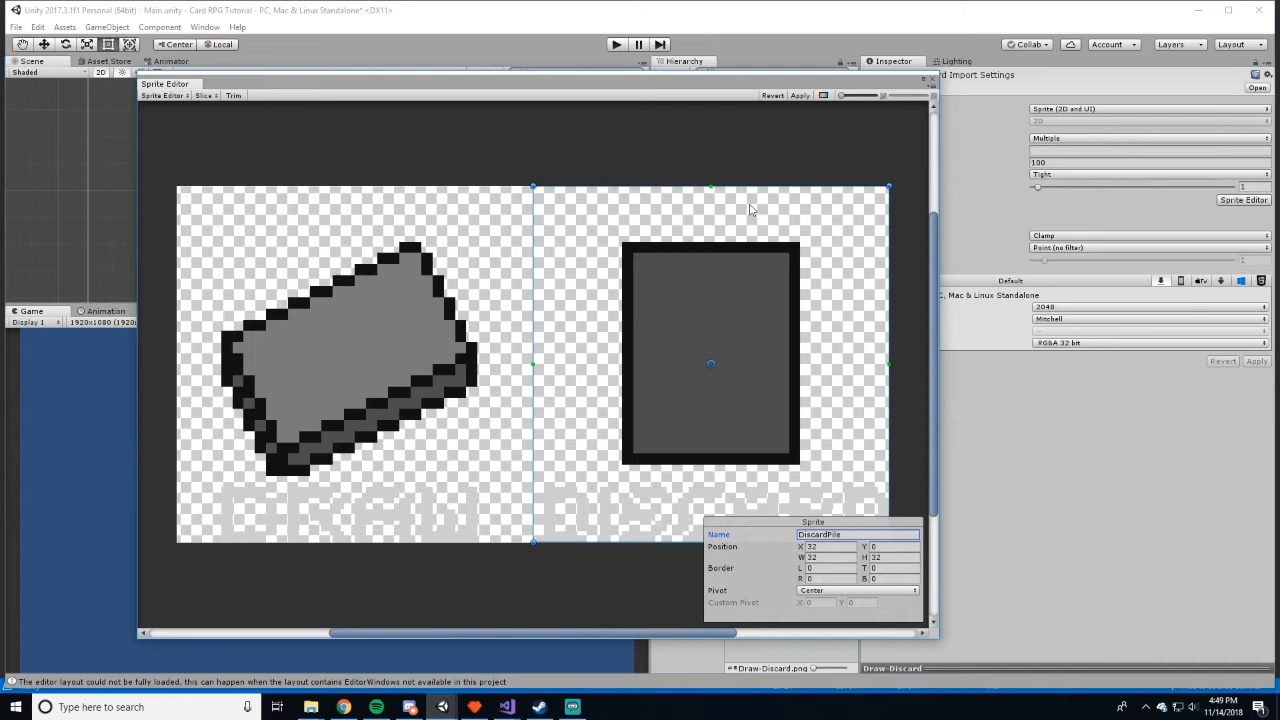 Unity 2017.3.1f1 Personal (64bit) - Main.unity - Card RPG Tutorial - PC, Mac & Linux Standalone* <DX11>
File Edit Assets GameObject Component Window Help
Center Local
Collab Account Layers Layout
Scene Asset Store Animator Hierarchy Inspector Lighting
Shaded 2D
rd Import Settings
Open
Sprite Editor
Sprite Editor Slice Trim Revert Apply
Sprite (2D and UI)
2D
Multiple
100
Tight
1
Sprite Editor
Clamp
Point (no filter)
1
Default
C, Mac & Linux Standalone
2048
Mitchell
RGBA 32 bit
Revert Apply
Game Animation
Display 1 1920x1080 (1920x
Sprite
Name DiscardPile
Position X 32 Y 0
W 32 H 32
Border L 0 T 0
R 0 B 0
Pivot Center
Custom Pivot X 0 Y 0
Draw-Discard.png
Draw-Discard
The editor layout could not be fully loaded, this can happen when the layout contains EditorWindows not available in this project
Type here to search
4:49 PM
11/14/2018